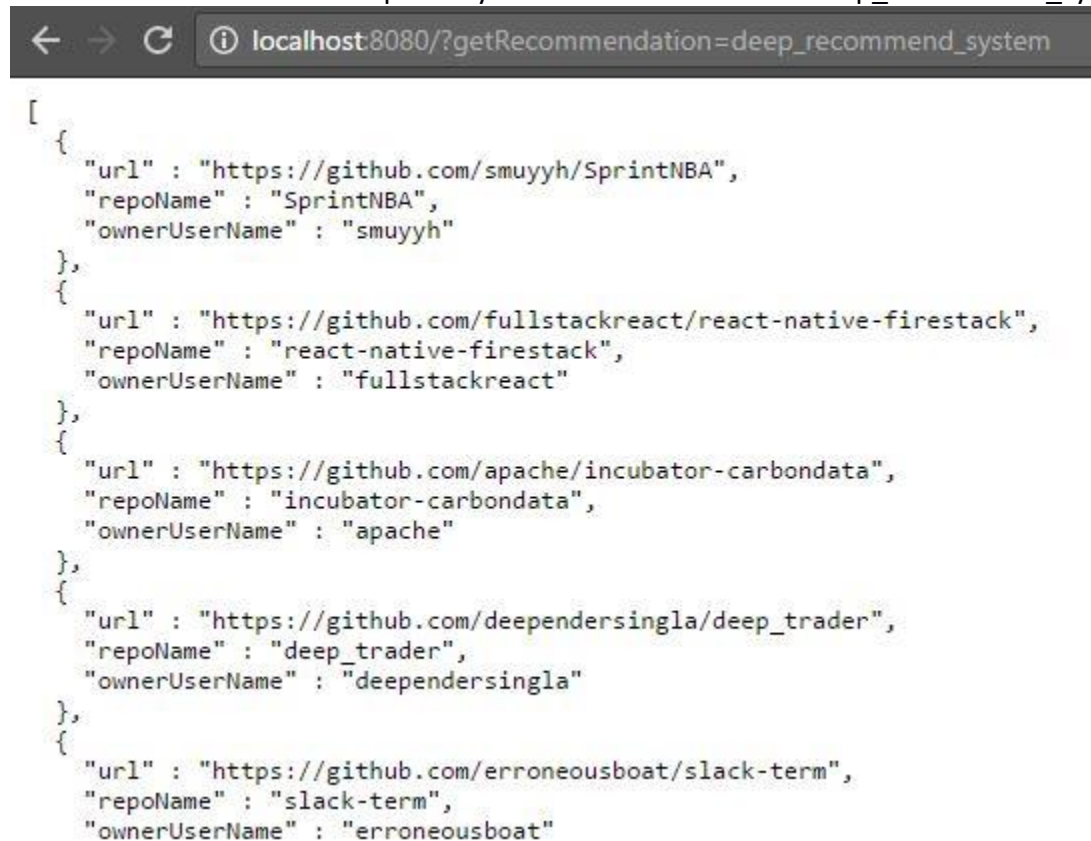 localhost:8080/?getRecommendation=deep_recommend_system
[
  {
    "url" : "https://github.com/smuyyh/SprintNBA",
    "repoName" : "SprintNBA",
    "ownerUserName" : "smuyyh"
  },
  {
    "url" : "https://github.com/fullstackreact/react-native-firestack",
    "repoName" : "react-native-firestack",
    "ownerUserName" : "fullstackreact"
  },
  {
    "url" : "https://github.com/apache/incubator-carbondata",
    "repoName" : "incubator-carbondata",
    "ownerUserName" : "apache"
  },
  {
    "url" : "https://github.com/deependersingla/deep_trader",
    "repoName" : "deep_trader",
    "ownerUserName" : "deependersingla"
  },
  {
    "url" : "https://github.com/erroneousboat/slack-term",
    "repoName" : "slack-term",
    "ownerUserName" : "erroneousboat"